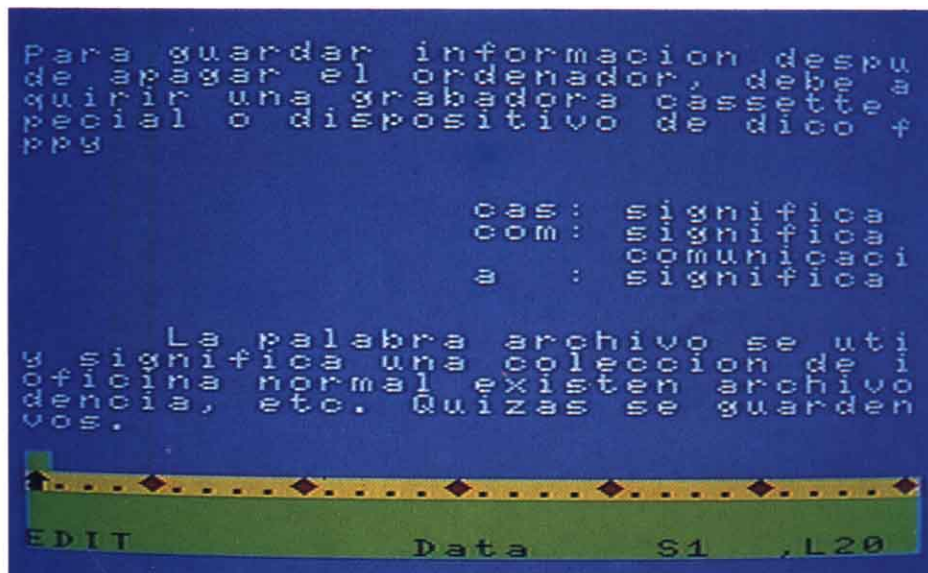 Para guardar informacion despu
de apagar el ordenador, debe a
quirir una grabadora cassette
pecial o dispositivo de dico f
ppy
cas: significa
com: significa
comunicaci
a : significa
La palabra archivo se uti
y significa una coleccion de i
oficina normal existen archivo
dencia, etc. Quizas se guarden
vos.
EDIT Data S1 ,L20